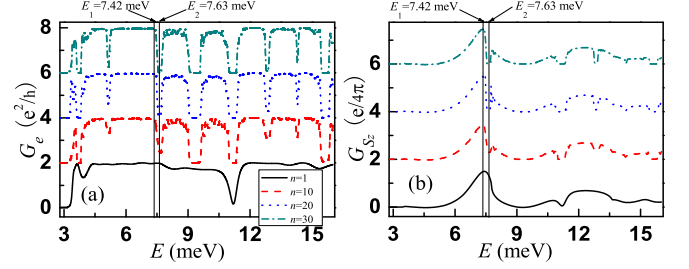 E₁=7.42 meV E₂=7.63 meV
8
6
4
2
0
Gₑ (e²/h)
(a)
n=1
n=10
n=20
n=30
3 6 9 12 15
E (meV)
E₁=7.42 meV E₂=7.63 meV
6
4
2
0
G_{S_z} (e/4π)
(b)
3 6 9 12 15
E (meV)